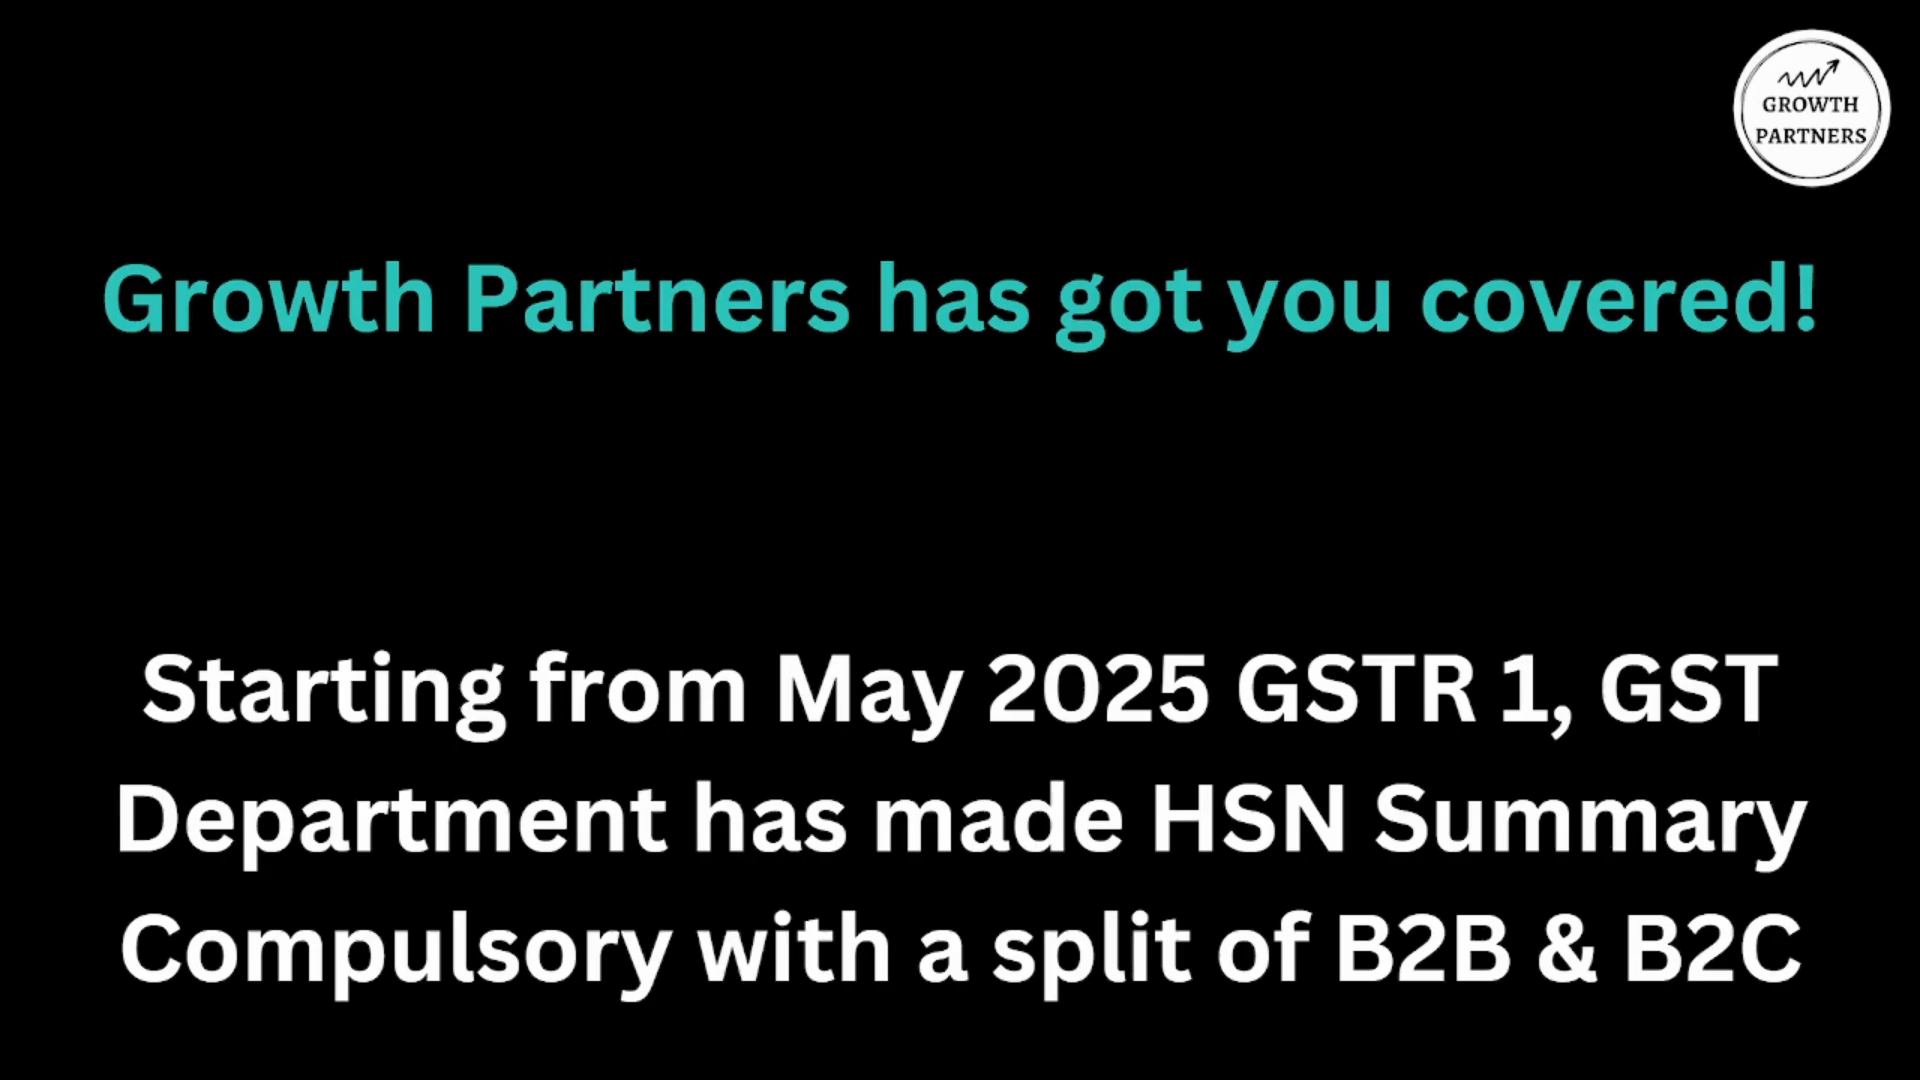 GROWTH
PARTNERS
Growth Partners has got you covered!
Starting from May 2025 GSTR 1, GST
Department has made HSN Summary
Compulsory with a split of B2B & B2C